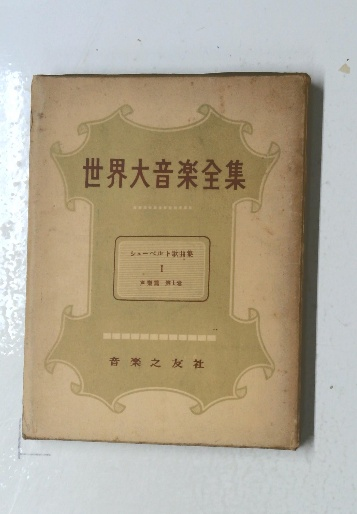 世界大音楽全集
シューベルト歌曲集
I
声楽篇 第1巻
音楽之友社